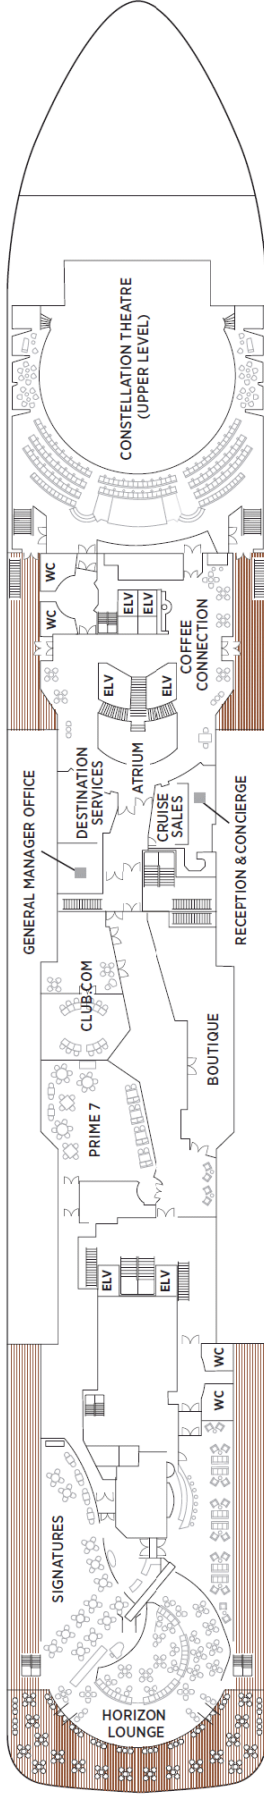 CONSTELLATION THEATRE
(UPPER LEVEL)
WC
WC
ELV
ELV
COFFEE
CONNECTION
ELV
ELV
ATRIUM
DESTINATION
SERVICES
CRUISE
SALES
GENERAL MANAGER OFFICE
RECEPTION & CONCIERGE
CLUB.COM
BOUTIQUE
PRIME 7
ELV
ELV
WC
WC
SIGNATURES
HORIZON
LOUNGE